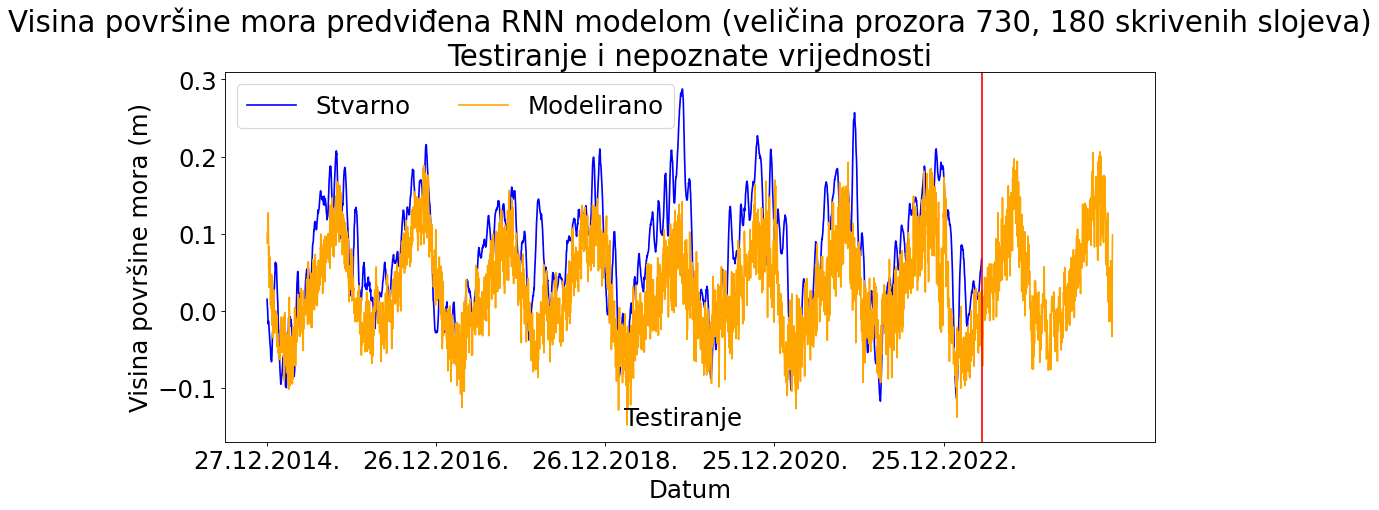 Visina površine mora predviđena RNN modelom (veličina prozora 730, 180 skrivenih slojeva)
Testiranje i nepoznate vrijednosti
Stvarno
Modelirano
Visina površine mora (m)
0.3
0.2
0.1
0.0
−0.1
Testiranje
27.12.2014.
26.12.2016.
26.12.2018.
25.12.2020.
25.12.2022.
Datum